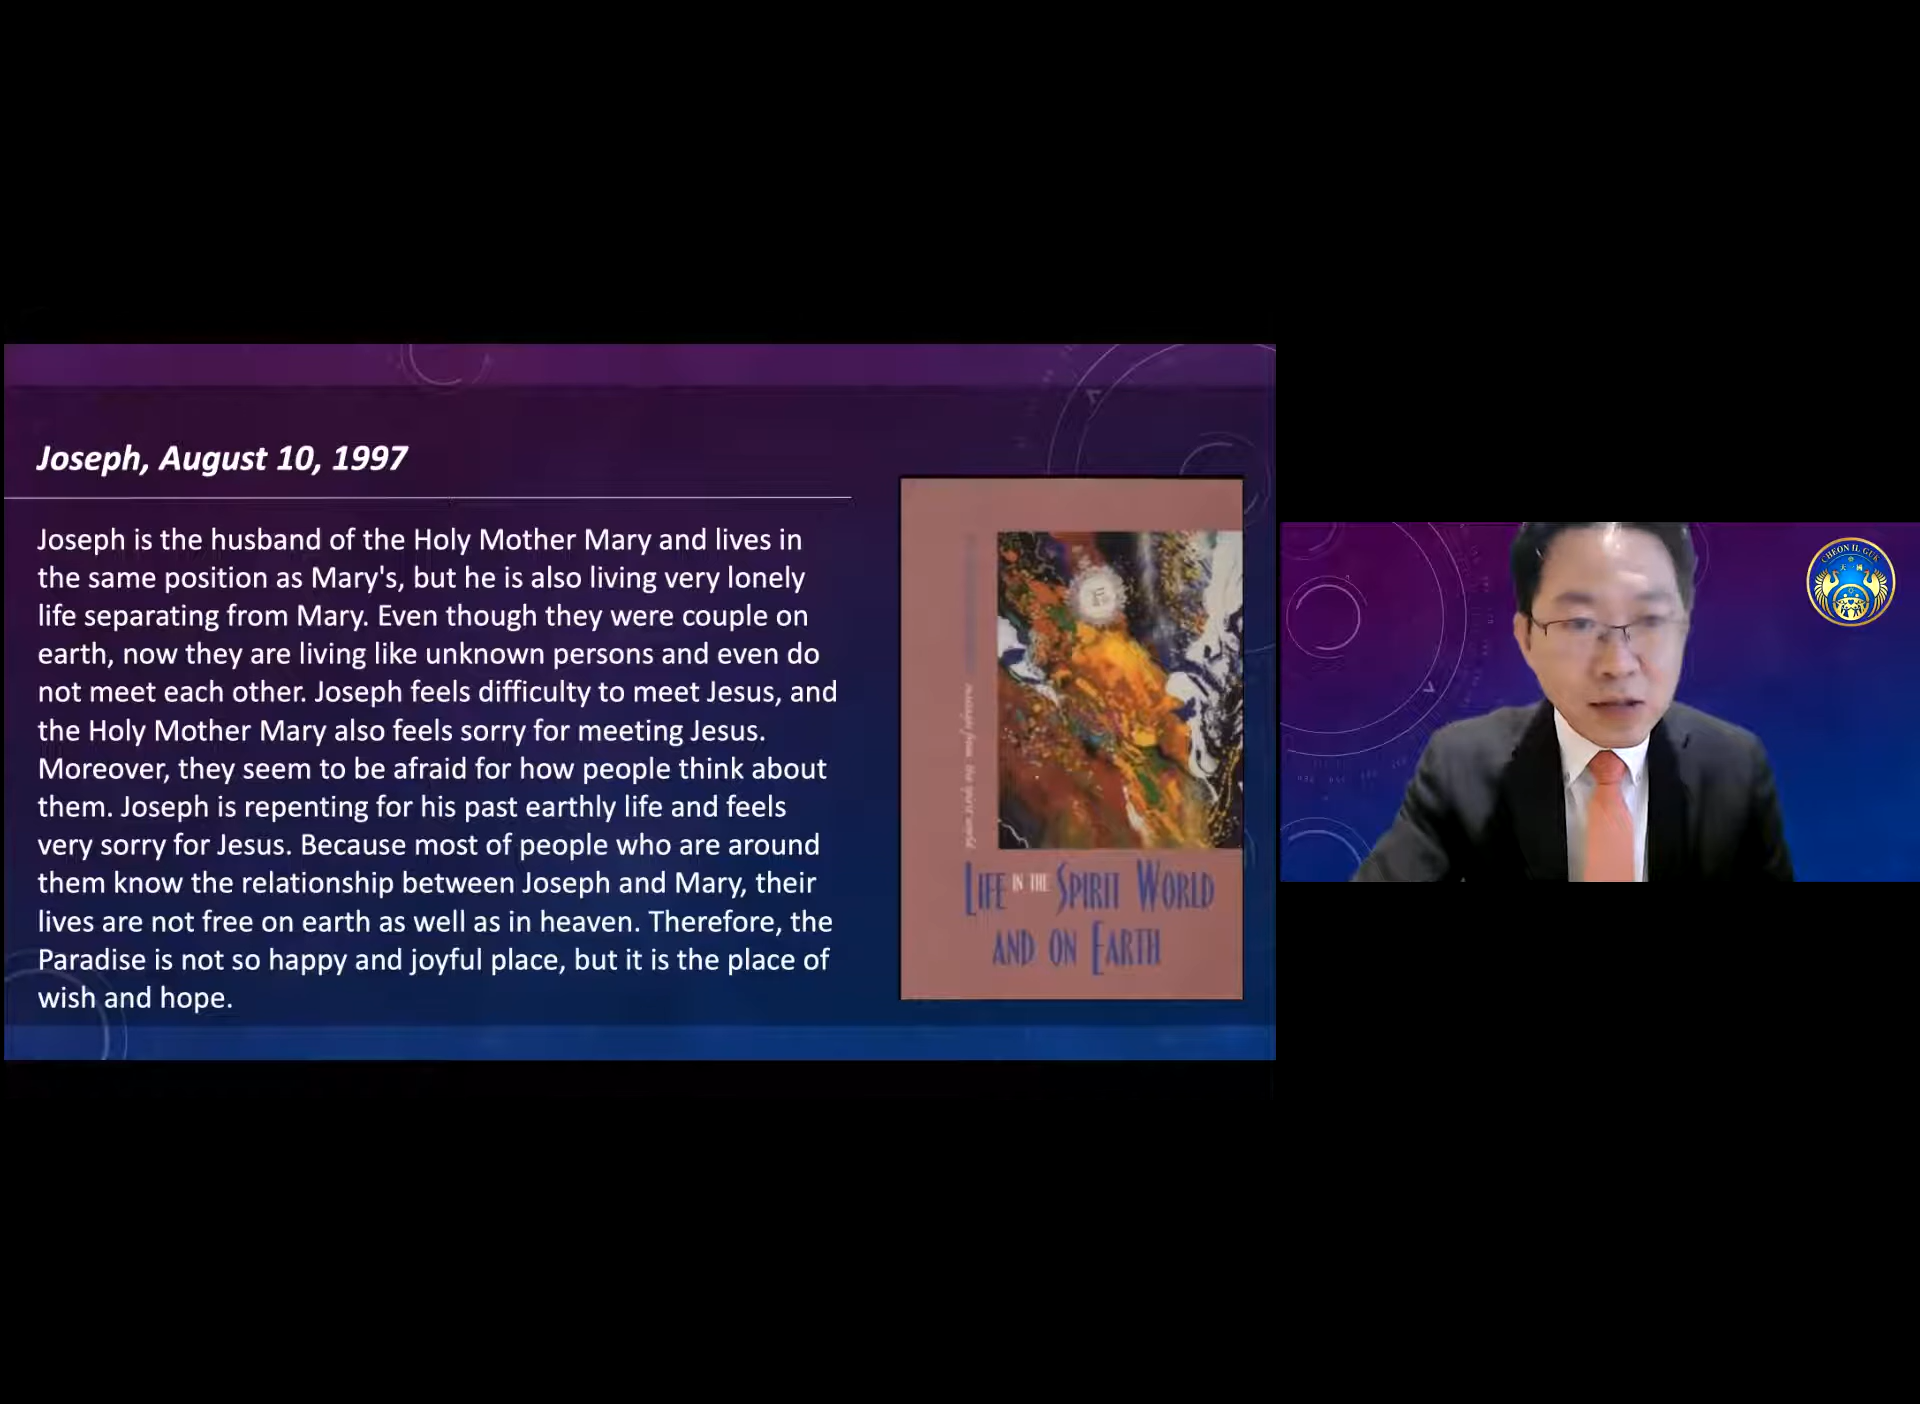 Joseph, August 10, 1997
Joseph is the husband of the Holy Mother Mary and lives in
the same position as Mary's, but he is also living very lonely
life separating from Mary. Even though they were couple on
earth, now they are living like unknown persons and even do
not meet each other. Joseph feels difficulty to meet Jesus, and
the Holy Mother Mary also feels sorry for meeting Jesus.
Moreover, they seem to be afraid for how people think about
them. Joseph is repenting for his past earthly life and feels
very sorry for Jesus. Because most of people who are around
them know the relationship between Joseph and Mary, their
lives are not free on earth as well as in heaven. Therefore, the
Paradise is not so happy and joyful place, but it is the place of
wish and hope.
LIFE IN THE SPIRIT WORLD
AND ON EARTH
CHEON IL GUK